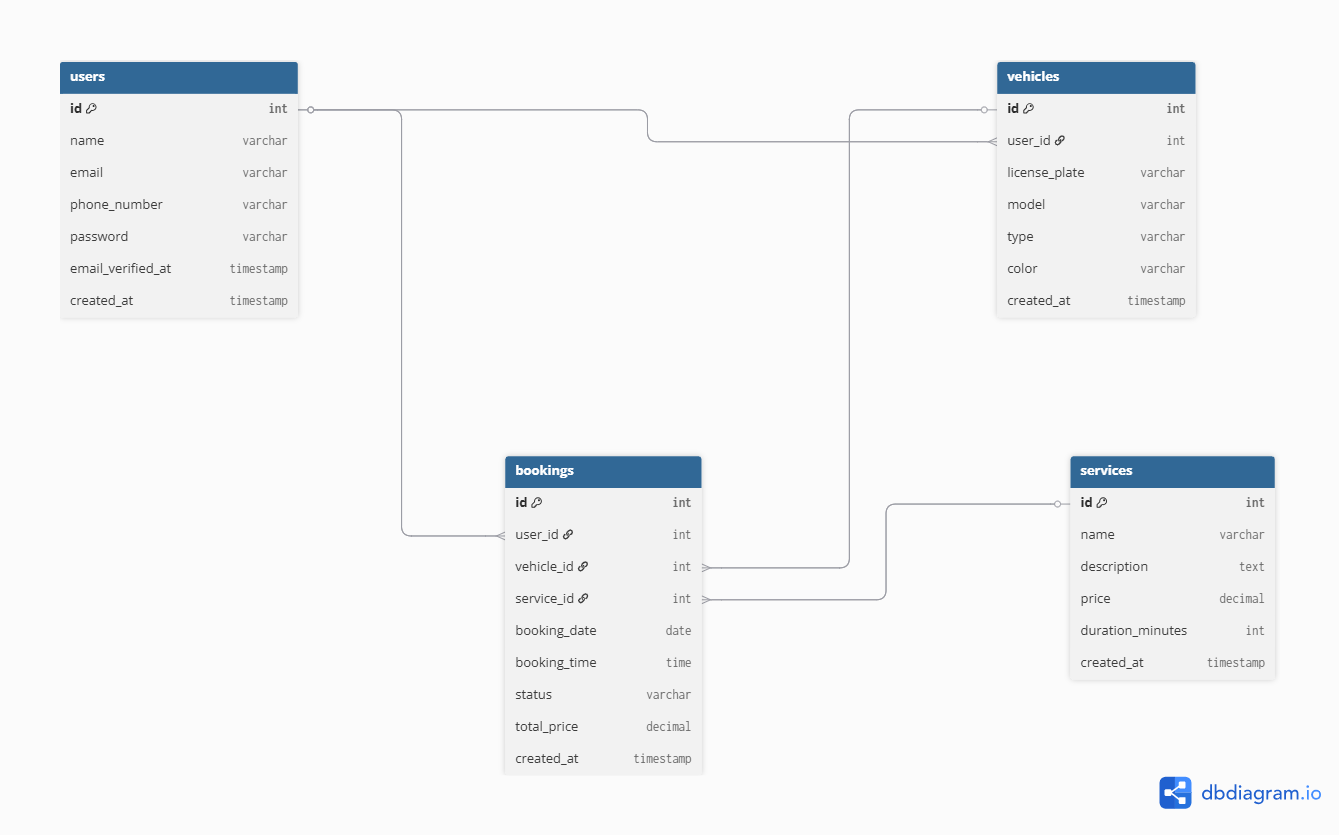 users
id int
name varchar
email varchar
phone_number varchar
password varchar
email_verified_at timestamp
created_at timestamp
vehicles
id int
user_id int
license_plate varchar
model varchar
type varchar
color varchar
created_at timestamp
bookings
id int
user_id int
vehicle_id int
service_id int
booking_date date
booking_time time
status varchar
total_price decimal
created_at timestamp
services
id int
name varchar
description text
price decimal
duration_minutes int
created_at timestamp
dbdiagram.io